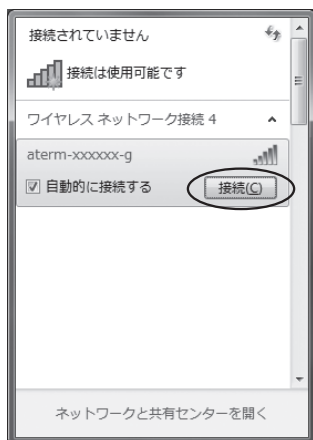 接続されていません
接続は使用可能です
ワイヤレス ネットワーク接続 4
aterm-xxxxxx-g
自動的に接続する
接続(C)
ネットワークと共有センターを開く